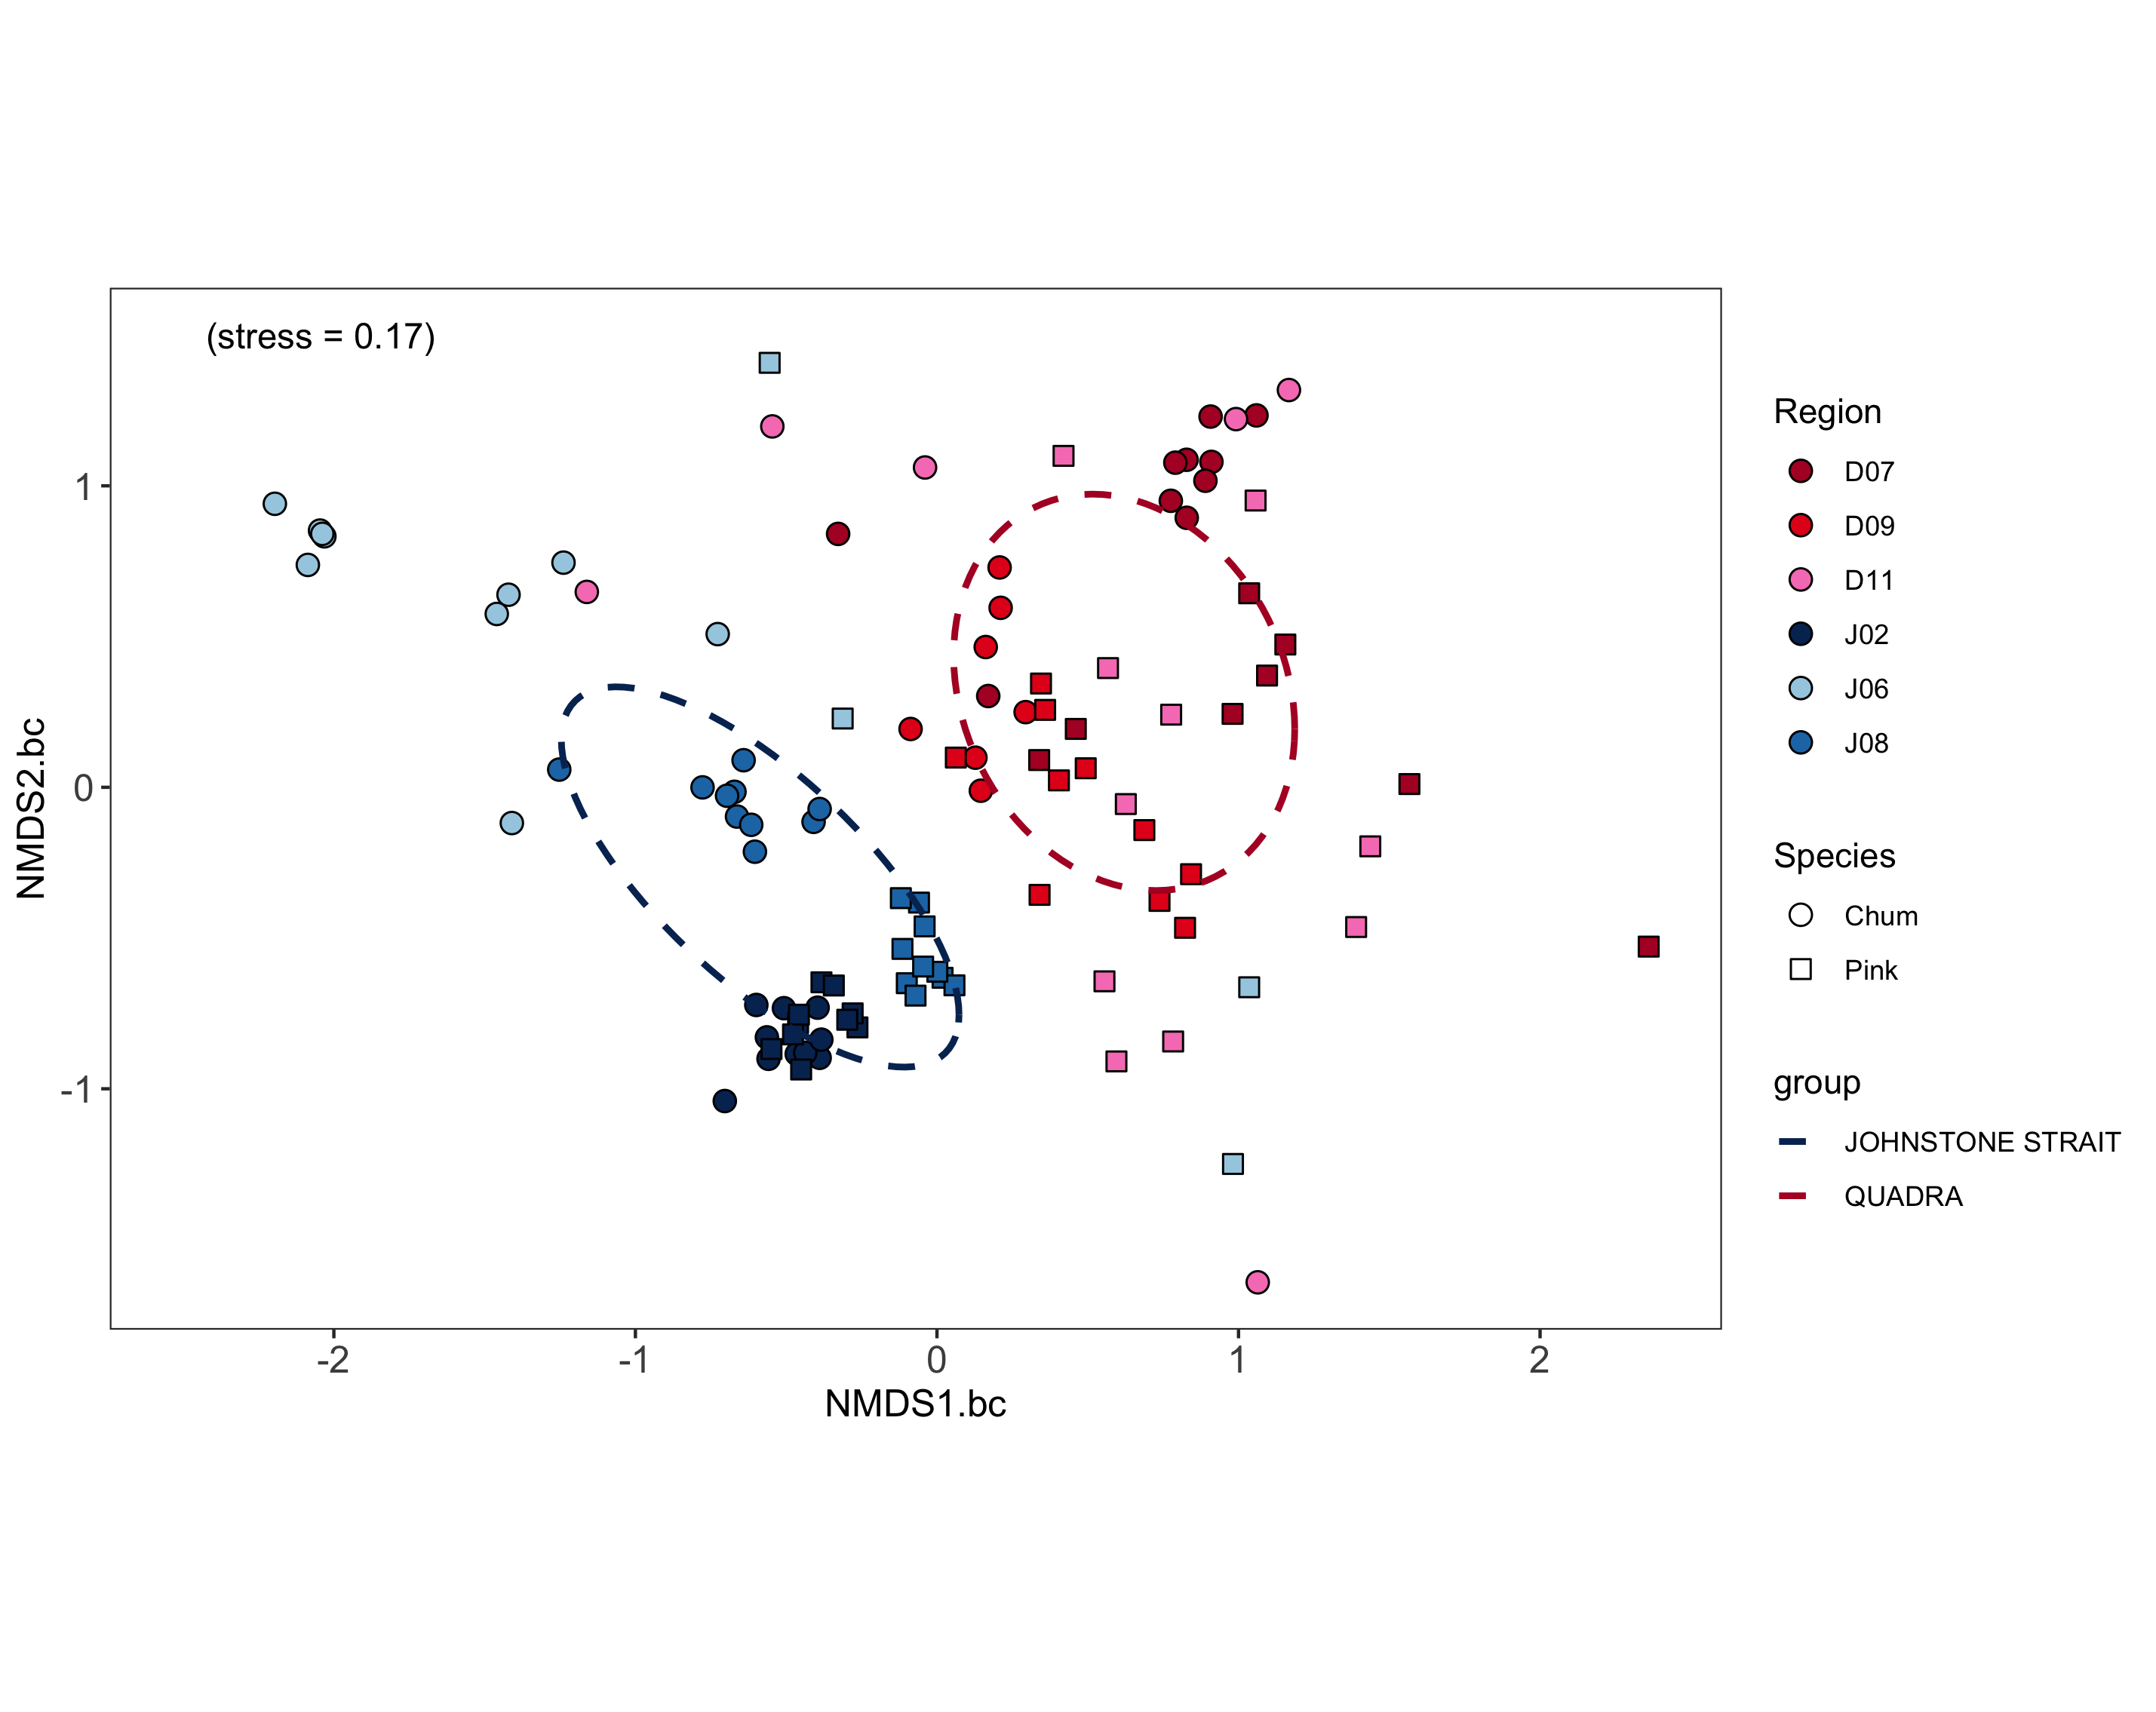 (stress = 0.17)
NMDS2.bc
1
0
-1
-2
-1
0
1
2
NMDS1.bc
Region
D07
D09
D11
J02
J06
J08
Species
Chum
Pink
group
JOHNSTONE STRAIT
QUADRA